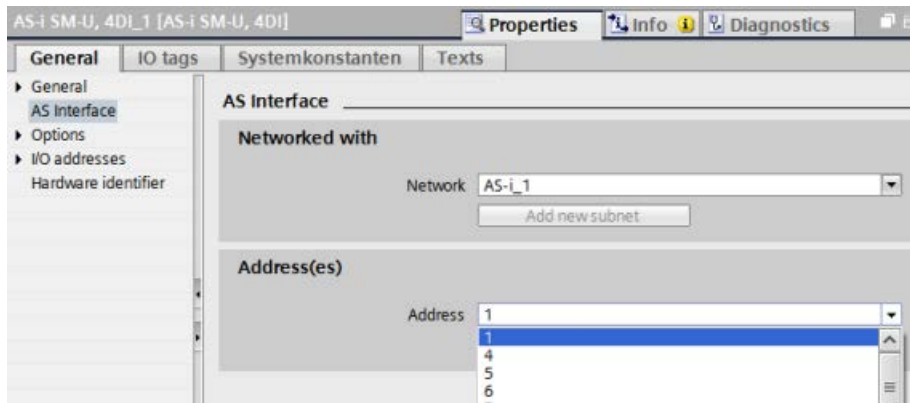 AS-i SM-U, 4DI_1 [AS-i SM-U, 4DI]
Properties Info Diagnostics
General IO tags Systemkonstanten Texts
General
AS Interface
Options
I/O addresses
Hardware identifier
AS Interface
Networked with
Network AS-i_1
Add new subnet
Address(es)
Address 1
1
4
5
6